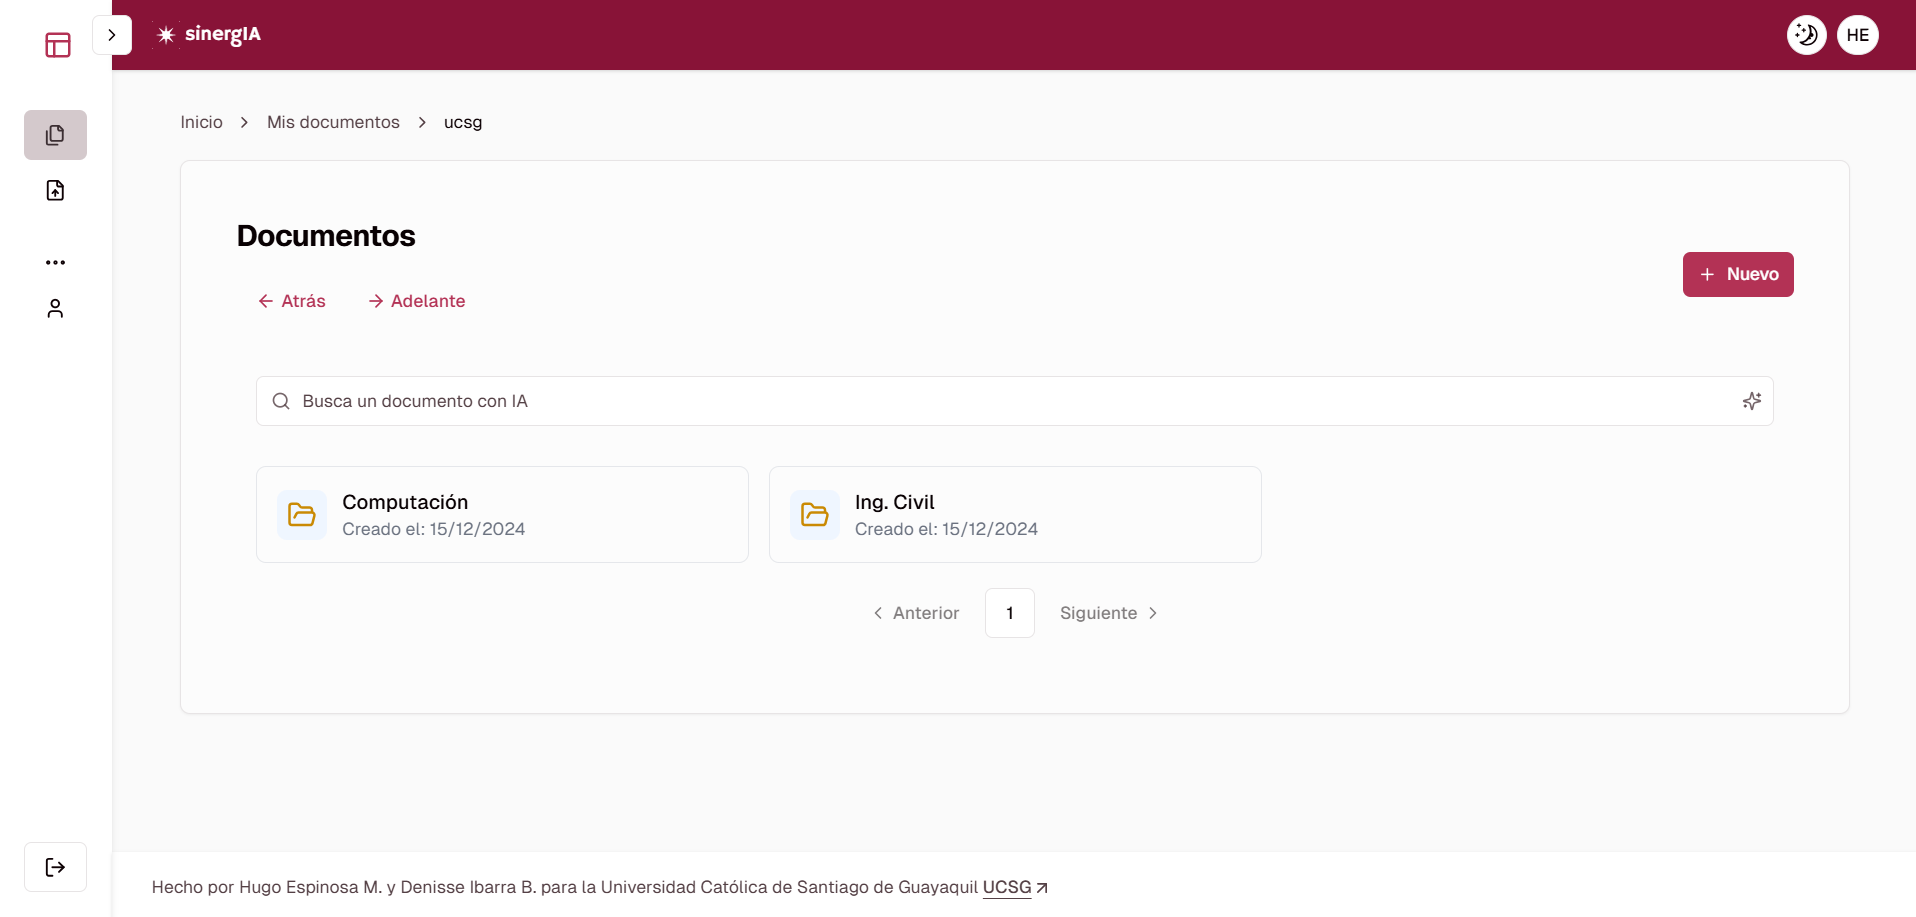 sinergIA
HE
Inicio > Mis documentos > ucsg
Documentos
Nuevo
Atrás Adelante
Busca un documento con IA
Computación
Creado el: 15/12/2024
Ing. Civil
Creado el: 15/12/2024
Anterior 1 Siguiente
Hecho por Hugo Espinosa M. y Denisse Ibarra B. para la Universidad Católica de Santiago de Guayaquil UCSG